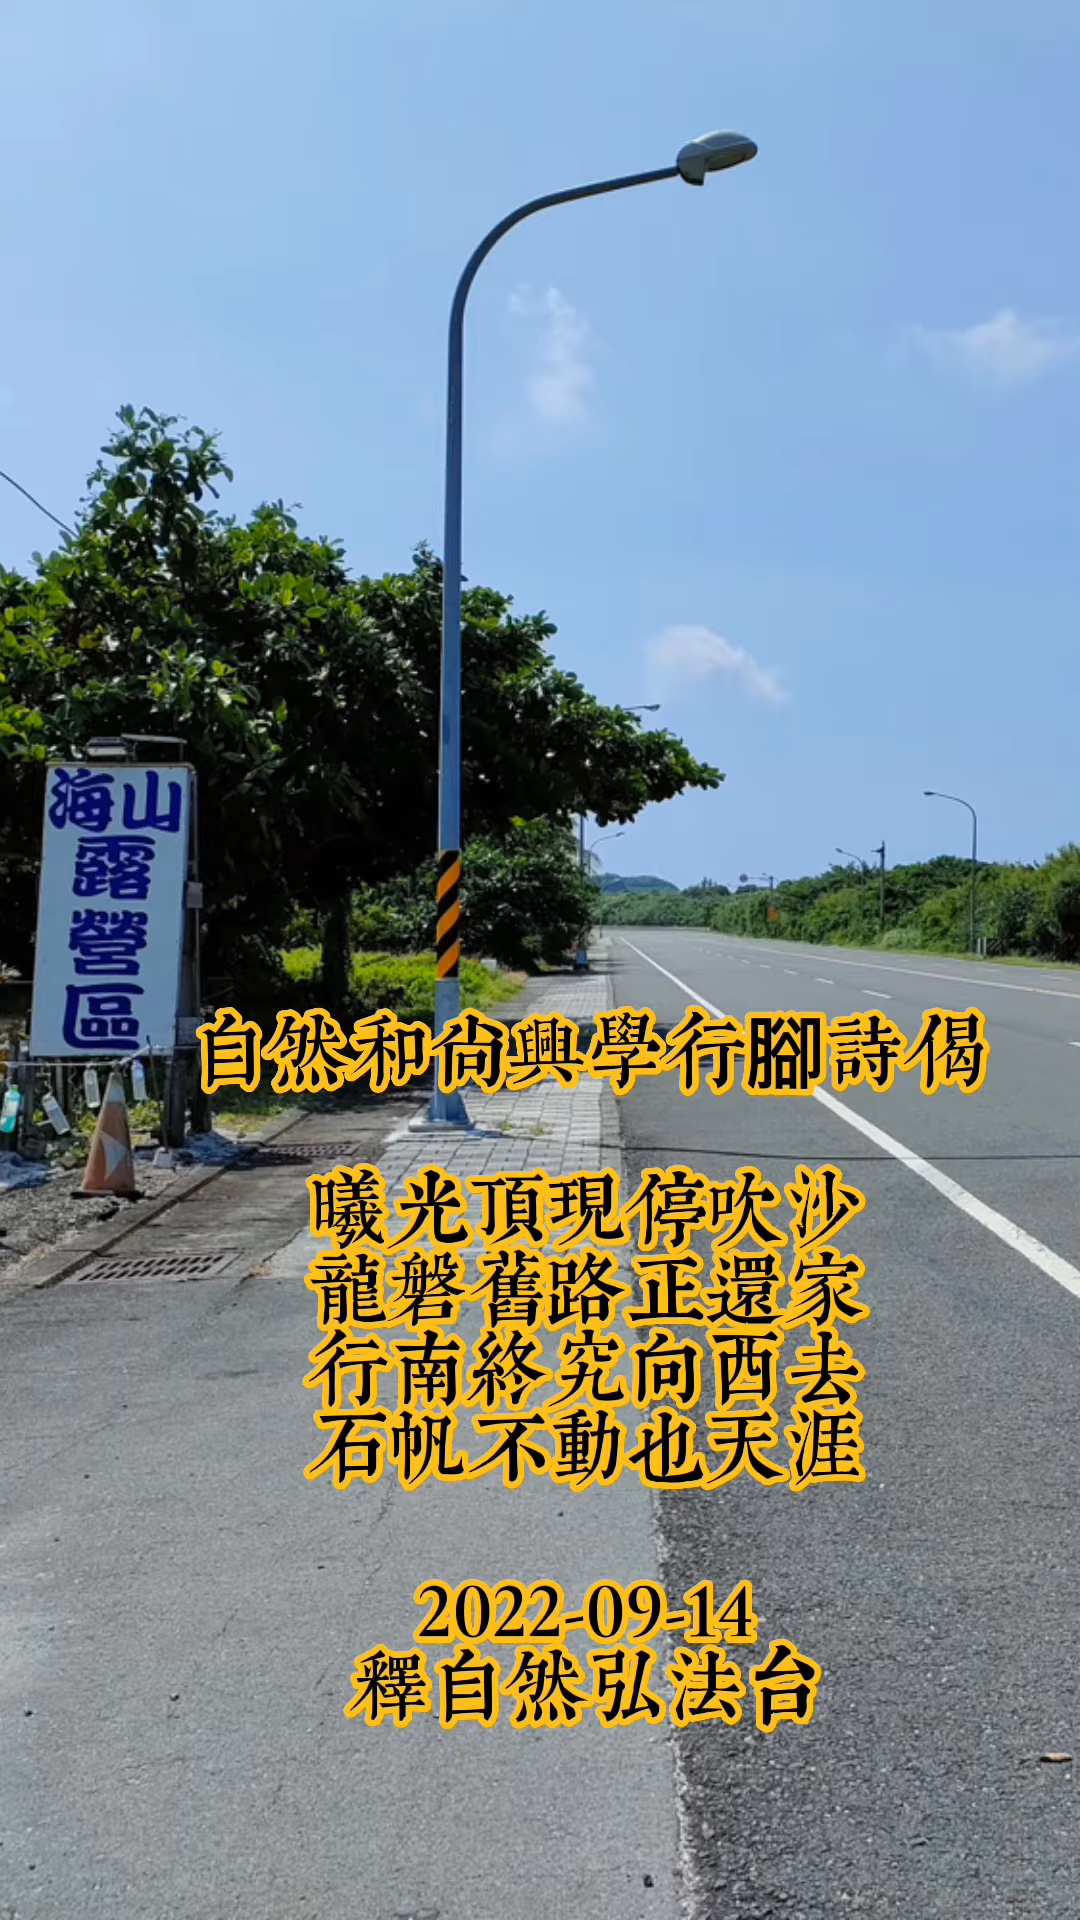 海山
露
營
區
自然和尚興學行腳詩偈
曦光頂現停吹沙
龍磐舊路正還家
行南終究向西去
石帆不動也天涯
2022-09-14
釋自然弘法台